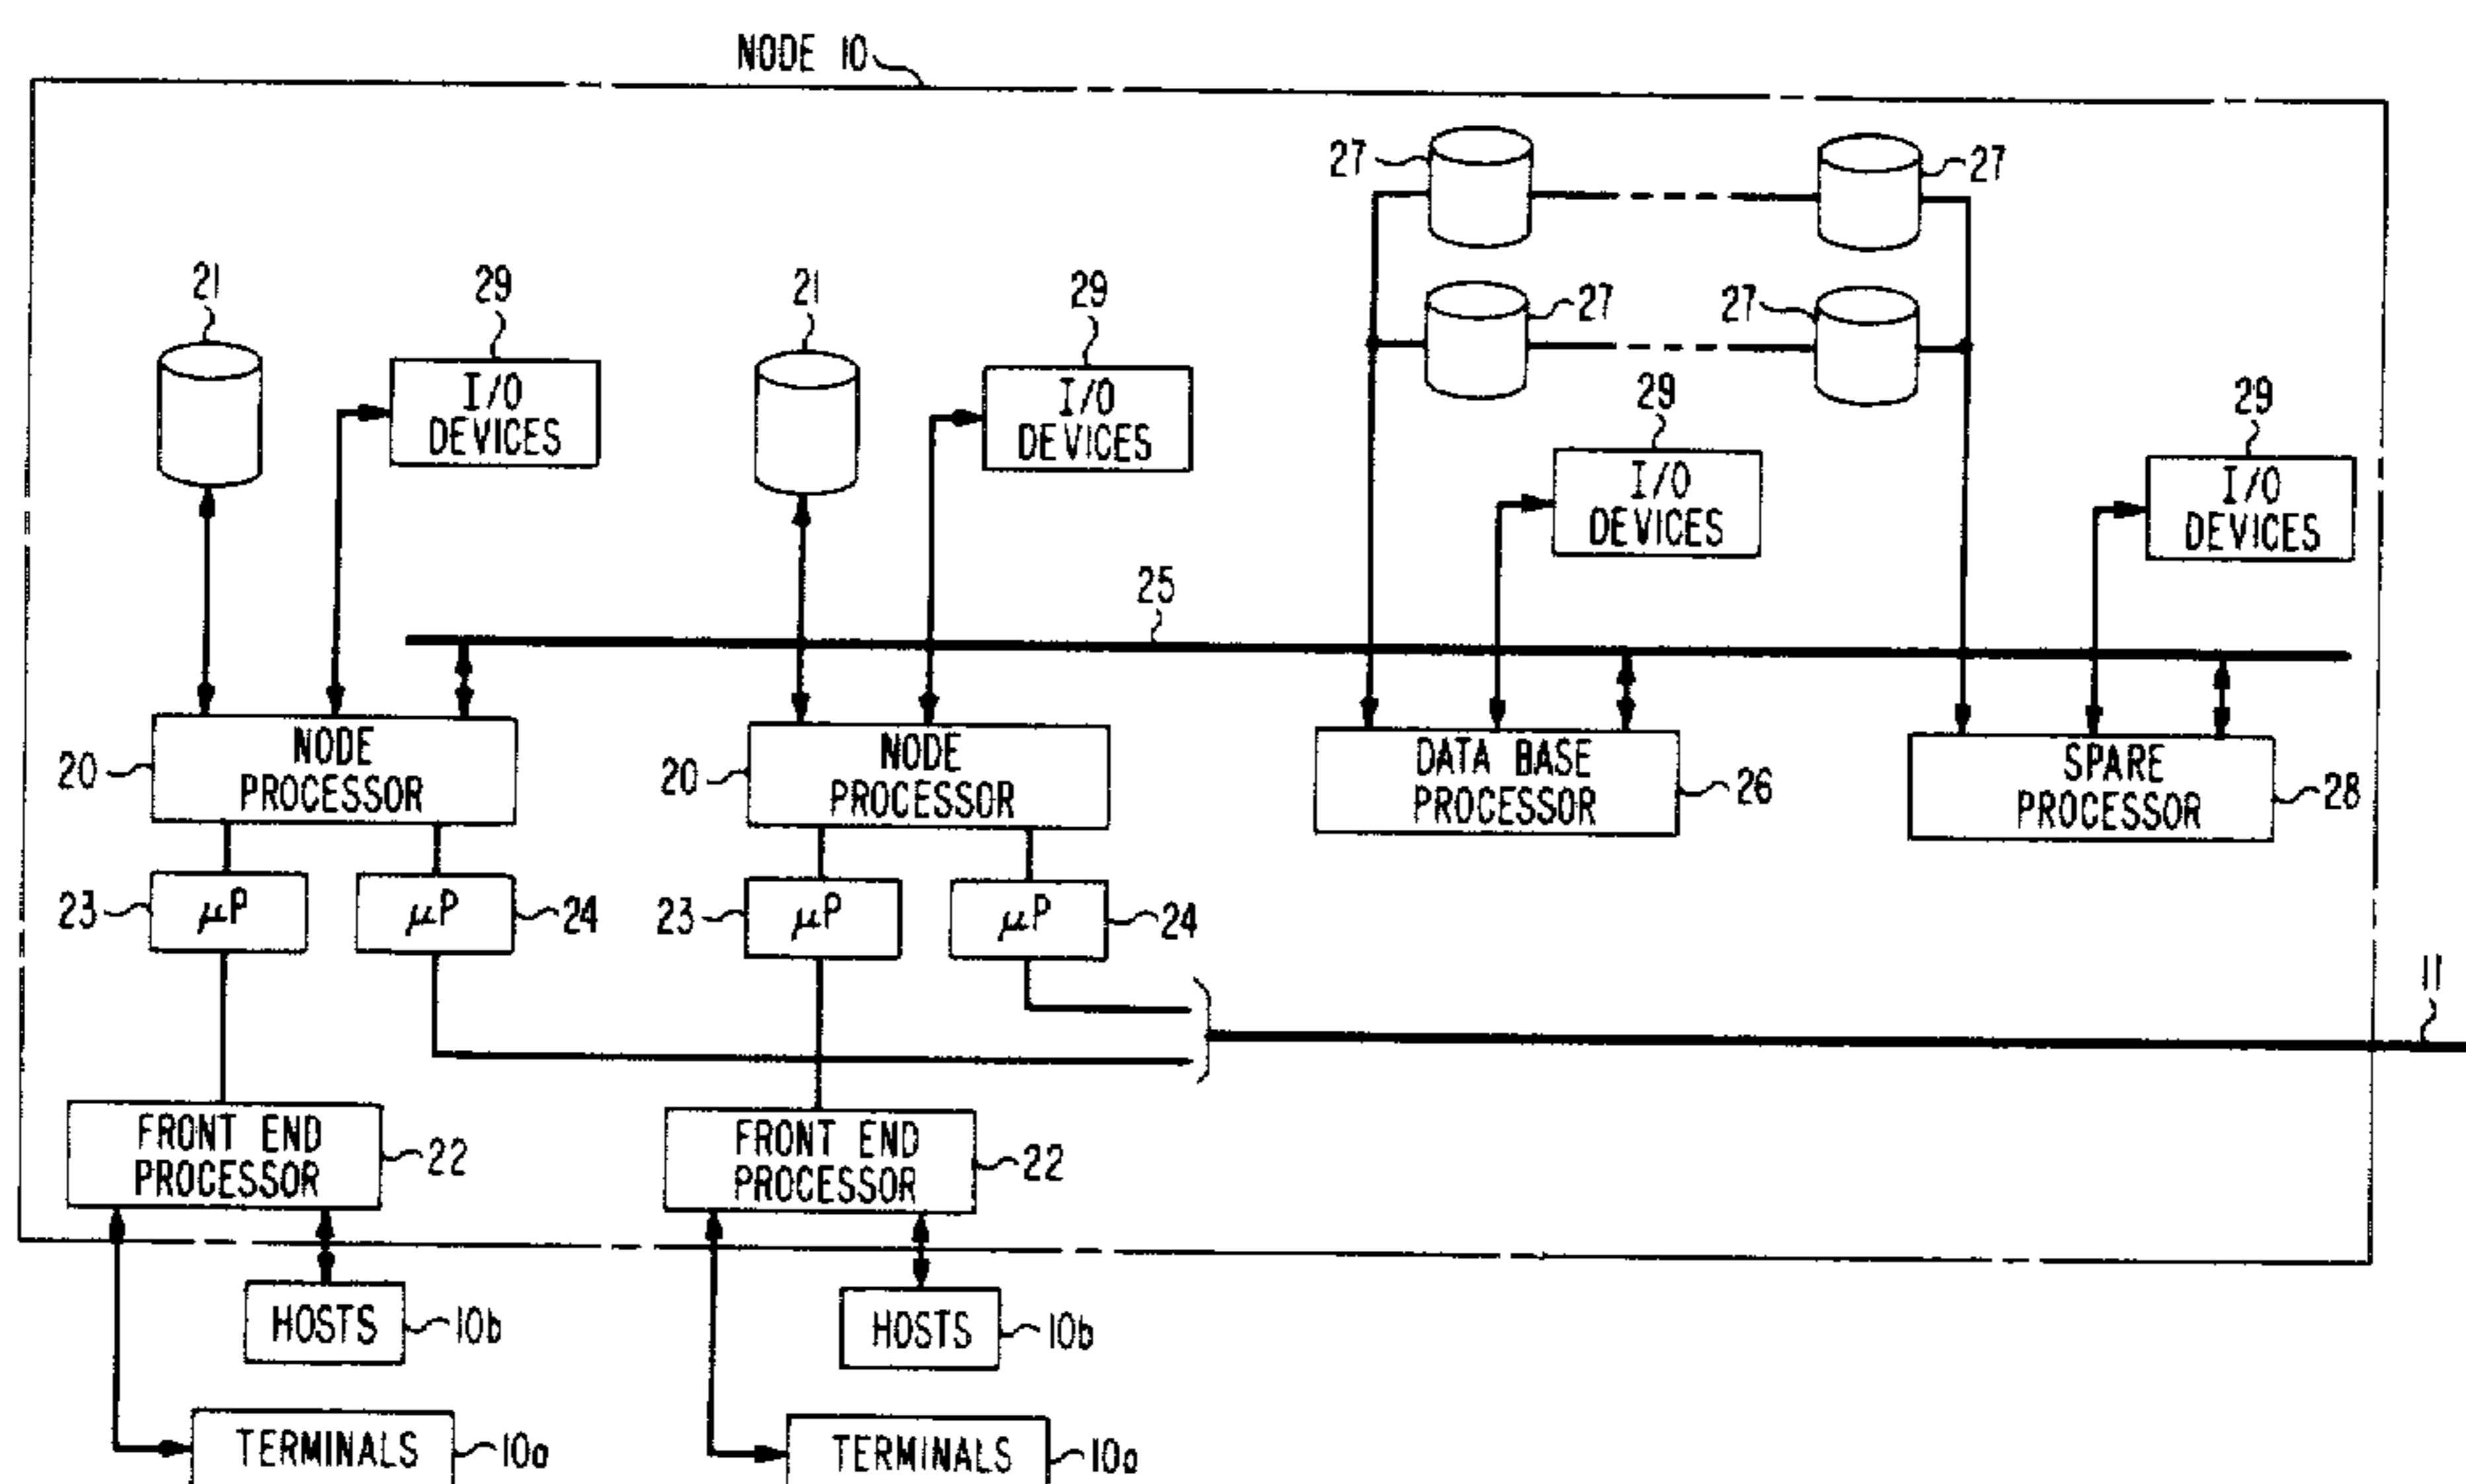 NODE 10
27
27
21
29
21
29
27
27
I/O
DEVICES
I/O
DEVICES
29
29
I/O
DEVICES
I/O
DEVICES
25
20
NODE
PROCESSOR
20
NODE
PROCESSOR
DATA BASE
PROCESSOR
26
SPARE
PROCESSOR
28
23
μP
μP
24
23
μP
μP
24
11
FRONT END
PROCESSOR
22
FRONT END
PROCESSOR
22
HOSTS
10b
HOSTS
10b
TERMINALS
10a
TERMINALS
10a